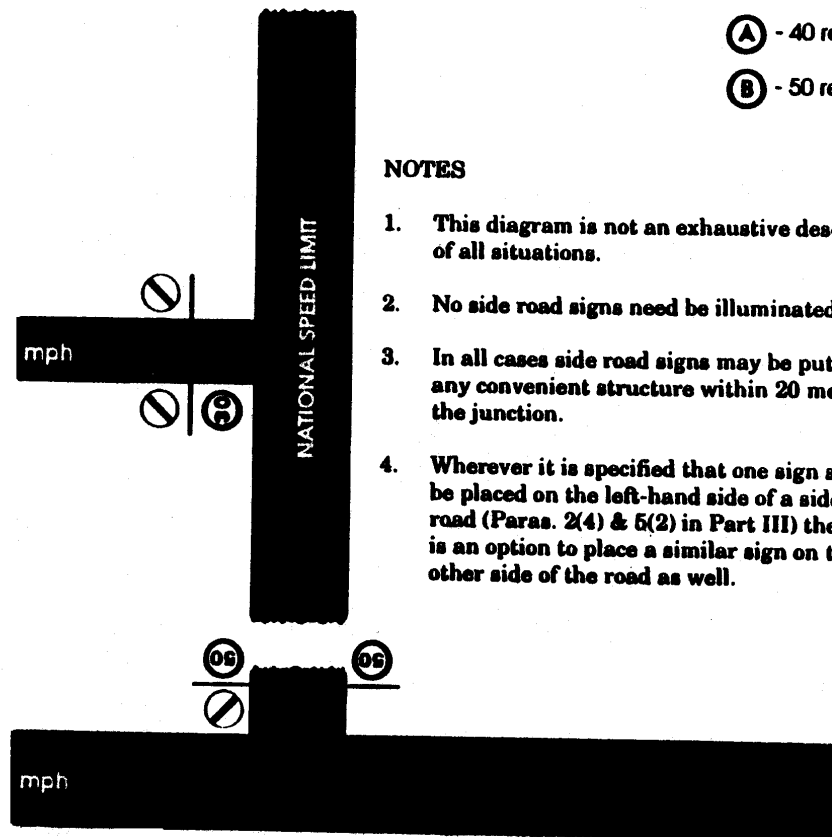 A - 40 re
B - 50 re
NOTES
1. This diagram is not an exhaustive des
of all situations.
2. No side road signs need be illuminated
3. In all cases side road signs may be put
any convenient structure within 20 me
the junction.
4. Wherever it is specified that one sign s
be placed on the left-hand side of a side
road (Paras. 2(4) & 5(2) in Part III) the
is an option to place a similar sign on t
other side of the road as well.
NATIONAL SPEED LIMIT
mph
30
50
50
mph